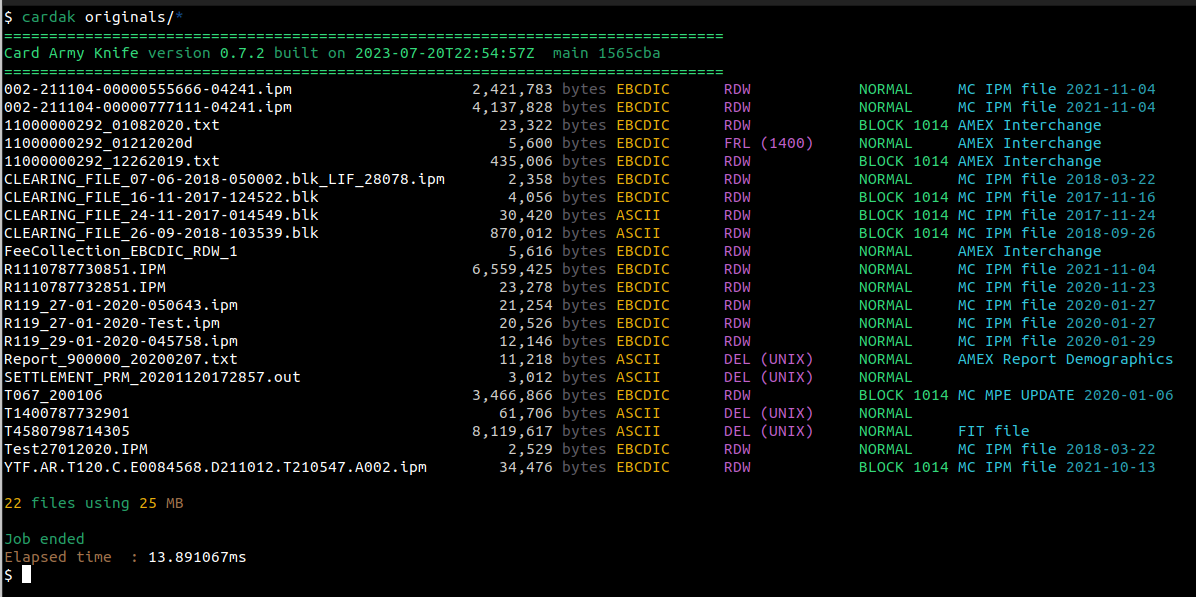 $ cardak originals/*
================================================================================
Card Army Knife version 0.7.2 built on 2023-07-20T22:54:57Z  main 1565cba
================================================================================
002-211104-00000555666-04241.ipm                    2,421,783 bytes EBCDIC      RDW            NORMAL     MC IPM file 2021-11-04
002-211104-00000777111-04241.ipm                    4,137,828 bytes EBCDIC      RDW            NORMAL     MC IPM file 2021-11-04
11000000292_01082020.txt                               23,322 bytes EBCDIC      RDW            BLOCK 1014 AMEX Interchange
11000000292_01212020d                                   5,600 bytes EBCDIC      FRL (1400)     NORMAL     AMEX Interchange
11000000292_12262019.txt                              435,006 bytes EBCDIC      RDW            BLOCK 1014 AMEX Interchange
CLEARING_FILE_07-06-2018-050002.blk_LIF_28078.ipm       2,358 bytes EBCDIC      RDW            NORMAL     MC IPM file 2018-03-22
CLEARING_FILE_16-11-2017-124522.blk                     4,056 bytes EBCDIC      RDW            BLOCK 1014 MC IPM file 2017-11-16
CLEARING_FILE_24-11-2017-014549.blk                    30,420 bytes ASCII       RDW            BLOCK 1014 MC IPM file 2017-11-24
CLEARING_FILE_26-09-2018-103539.blk                   870,012 bytes ASCII       RDW            BLOCK 1014 MC IPM file 2018-09-26
FeeCollection_EBCDIC_RDW_1                              5,616 bytes EBCDIC      RDW            NORMAL     AMEX Interchange
R1110787730851.IPM                                  6,559,425 bytes EBCDIC      RDW            NORMAL     MC IPM file 2021-11-04
R1110787732851.IPM                                     23,278 bytes EBCDIC      RDW            NORMAL     MC IPM file 2020-11-23
R119_27-01-2020-050643.ipm                             21,254 bytes EBCDIC      RDW            NORMAL     MC IPM file 2020-01-27
R119_27-01-2020-Test.ipm                               20,526 bytes EBCDIC      RDW            NORMAL     MC IPM file 2020-01-27
R119_29-01-2020-045758.ipm                             12,146 bytes EBCDIC      RDW            NORMAL     MC IPM file 2020-01-29
Report_900000_20200207.txt                             11,218 bytes ASCII       DEL (UNIX)     NORMAL     AMEX Report Demographics
SETTLEMENT_PRM_20201120172857.out                       3,012 bytes ASCII       DEL (UNIX)     NORMAL
T067_200106                                         3,466,866 bytes EBCDIC      RDW            BLOCK 1014 MC MPE UPDATE 2020-01-06
T1400787732901                                         61,706 bytes ASCII       DEL (UNIX)     NORMAL
T4580798714305                                      8,119,617 bytes ASCII       DEL (UNIX)     NORMAL     FIT file
Test27012020.IPM                                        2,529 bytes EBCDIC      RDW            NORMAL     MC IPM file 2018-03-22
YTF.AR.T120.C.E0084568.D211012.T210547.A002.ipm        34,476 bytes EBCDIC      RDW            BLOCK 1014 MC IPM file 2021-10-13
22 files using 25 MB
Job ended
Elapsed time  : 13.891067ms
$